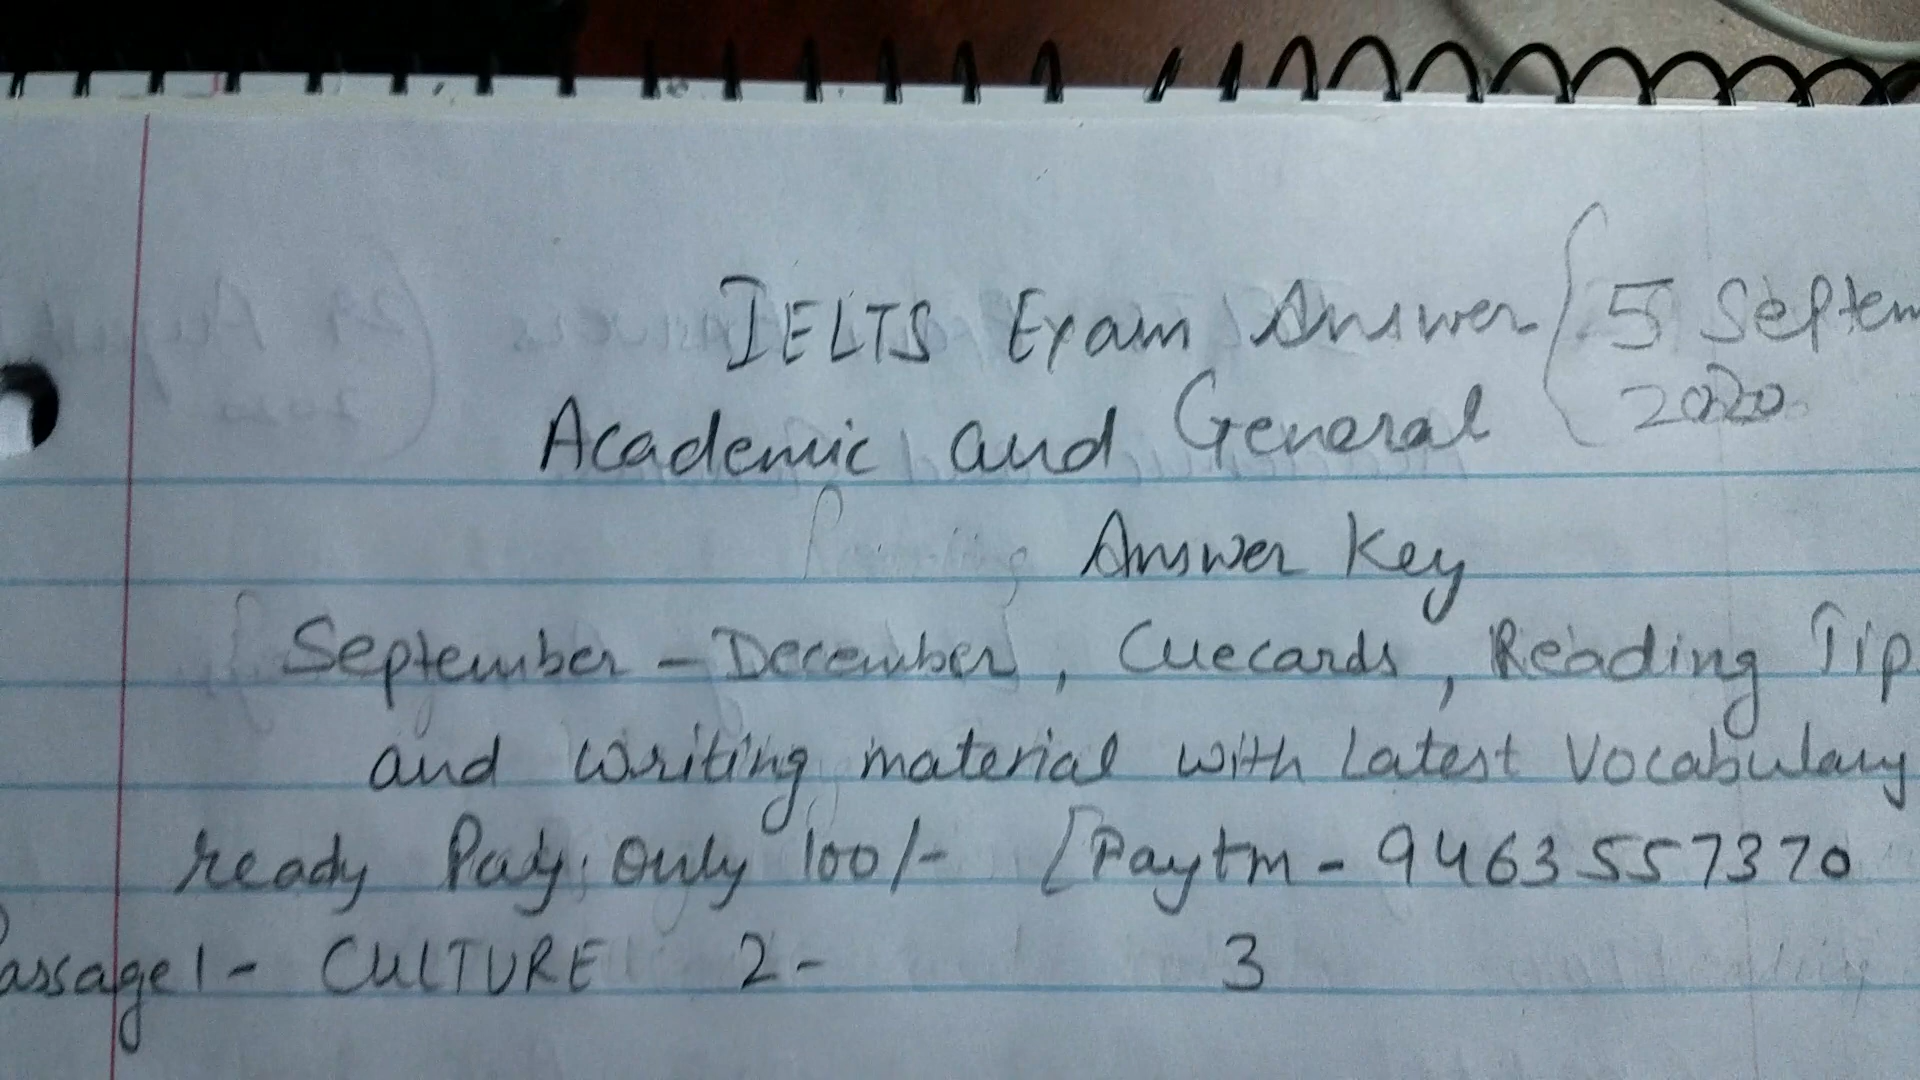 IELTS Exam Answer { 5 Septem
2020
Academic and General
Answer Key
September - December, Cuecards, Reading Tip
and writing material with Latest Vocabulary
ready Pay only 100/- [Paytm - 9463557370
assage 1 - CULTURE 2 - 3